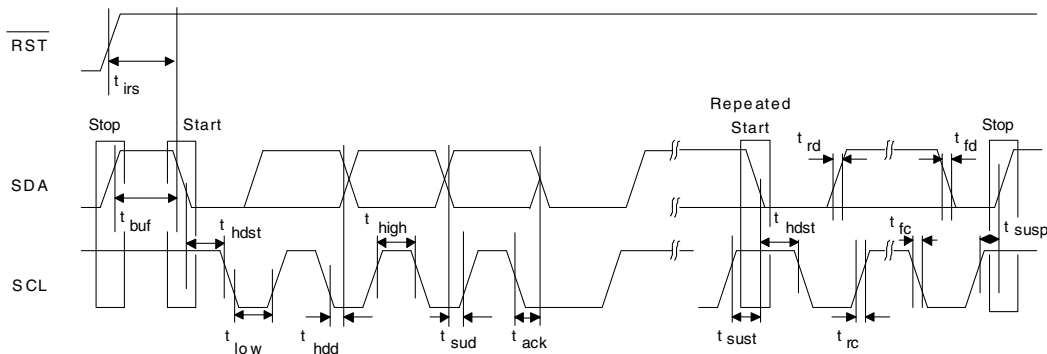 RST
t irs
Repeated
Stop
Start
Start
Stop
t rd
t fd
SDA
t buf
t hdst
t high
t hdst
t fc
t susp
SCL
t low
t hdd
t sud
t ack
t sust
t rc